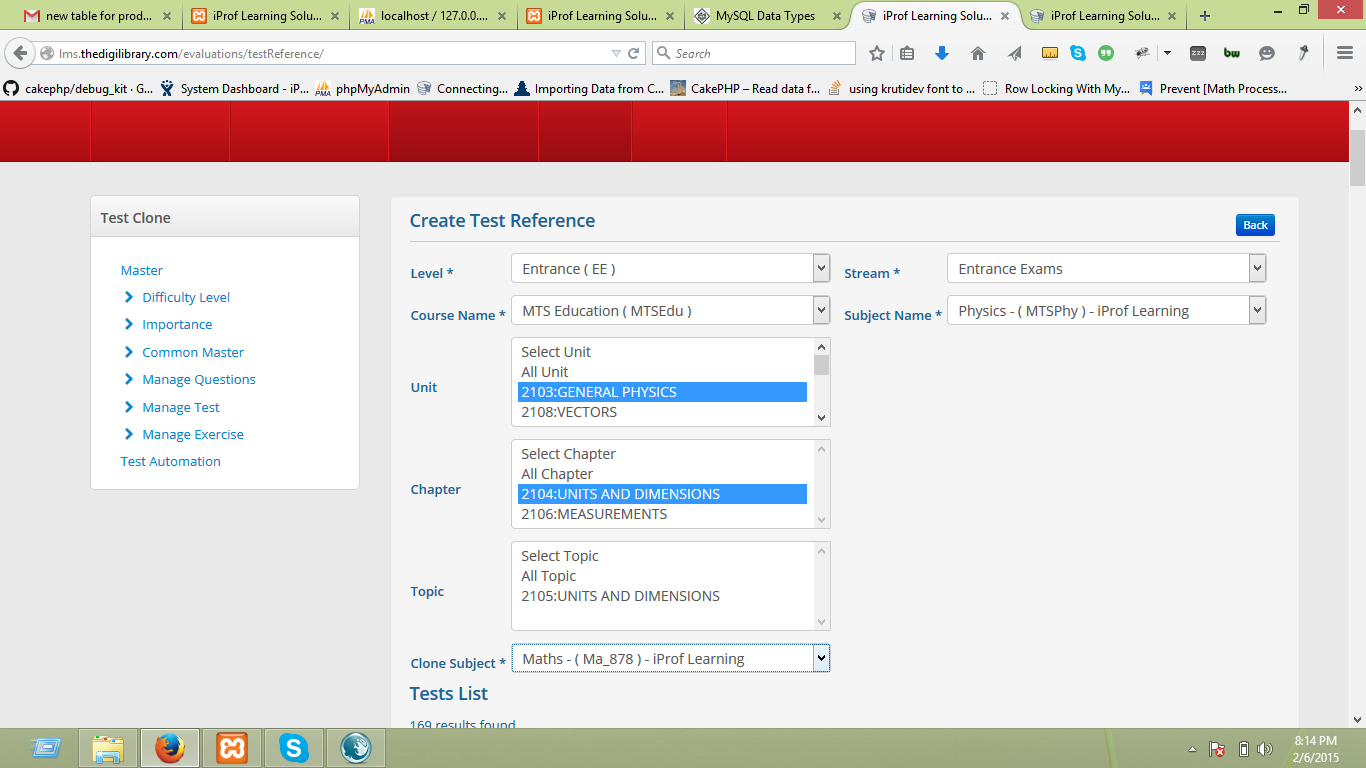 new table for prod...
iProf Learning Solu...
localhost / 127.0.0....
iProf Learning Solu...
MySQL Data Types
iProf Learning Solu...
iProf Learning Solu...
lms.thedigilibrary.com/evaluations/testReference/
Search
cakephp/debug_kit · G...
System Dashboard - iP...
phpMyAdmin
Connecting...
Importing Data from C...
CakePHP – Read data f...
using krutidev font to ...
Row Locking With My...
Prevent [Math Process...
Test Clone
Master
Difficulty Level
Importance
Common Master
Manage Questions
Manage Test
Manage Exercise
Test Automation
Create Test Reference
Back
Level * Entrance ( EE ) Stream * Entrance Exams
Course Name * MTS Education ( MTSEdu ) Subject Name * Physics - ( MTSPhy ) - iProf Learning
Unit
Select Unit
All Unit
2103:GENERAL PHYSICS
2108:VECTORS
Chapter
Select Chapter
All Chapter
2104:UNITS AND DIMENSIONS
2106:MEASUREMENTS
Topic
Select Topic
All Topic
2105:UNITS AND DIMENSIONS
Clone Subject * Maths - ( Ma_878 ) - iProf Learning
Tests List
169 results found
8:14 PM
2/6/2015